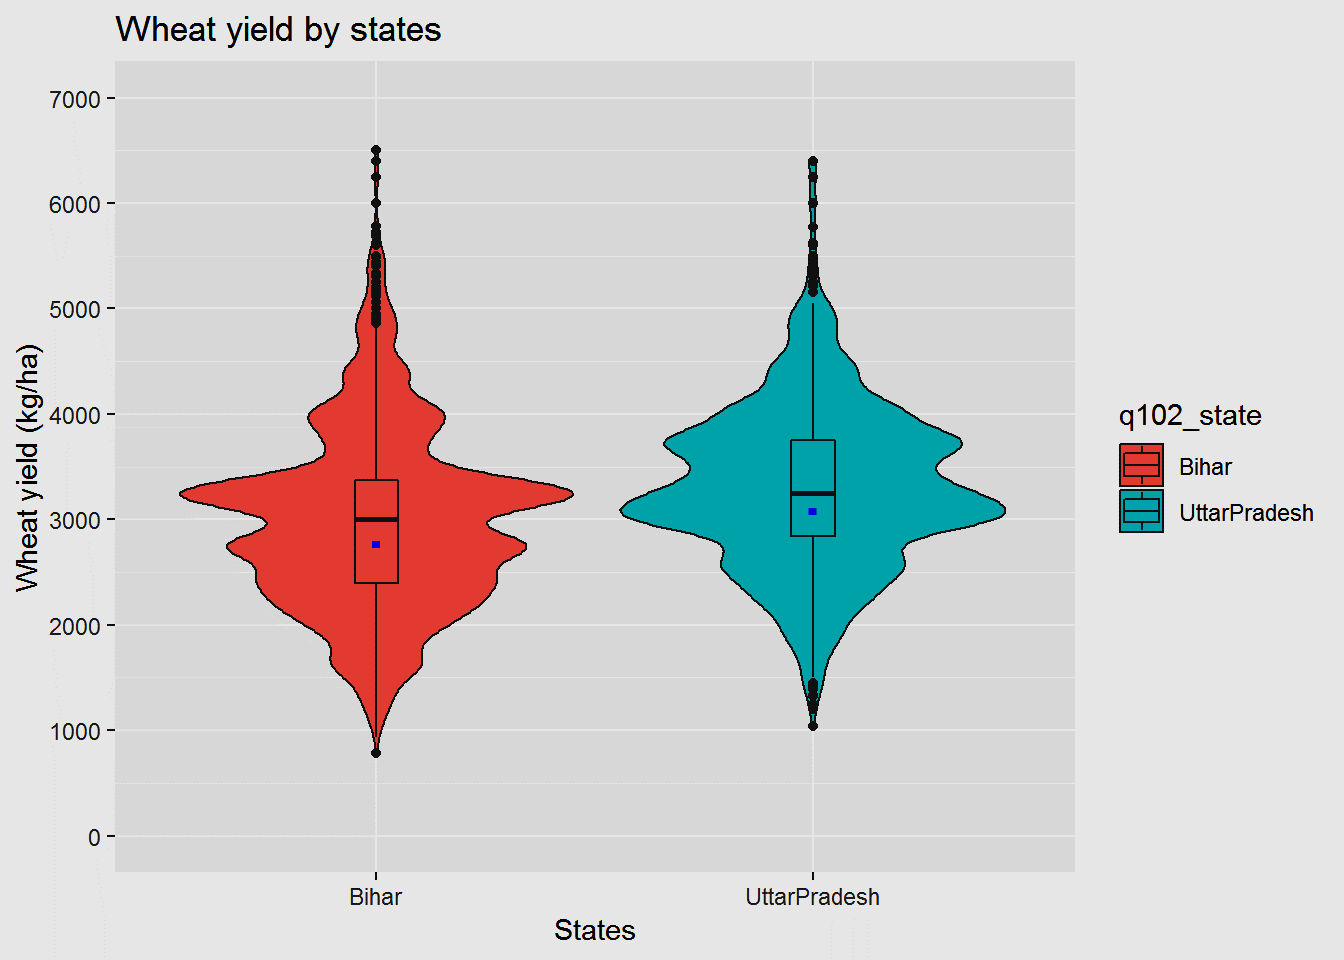 Wheat yield by states
Wheat yield (kg/ha)
7000
6000
5000
4000
3000
2000
1000
0
Bihar
UttarPradesh
States
q102_state
Bihar
UttarPradesh